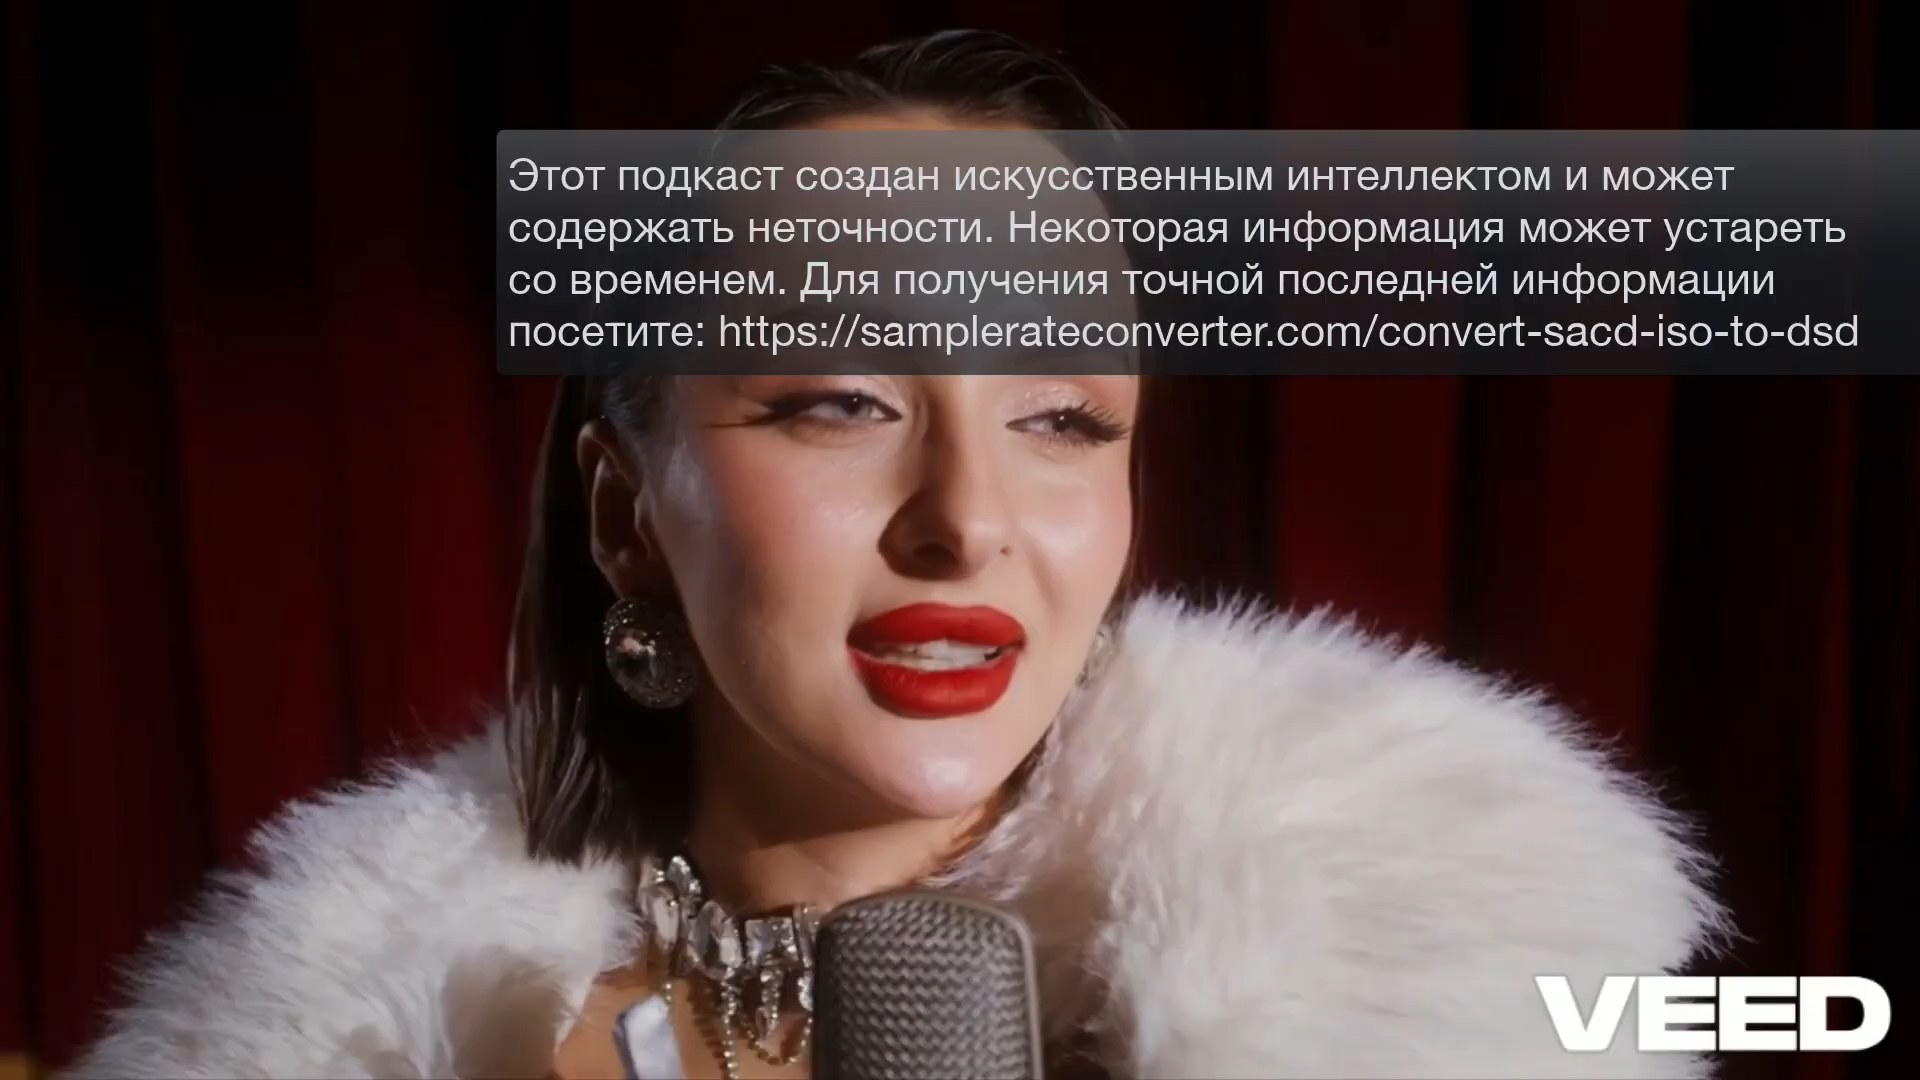 Этот подкаст создан искусственным интеллектом и может
содержать неточности. Некоторая информация может устареть
со временем. Для получения точной последней информации
посетите: https://samplerateconverter.com/convert-sacd-iso-to-dsd
VEED